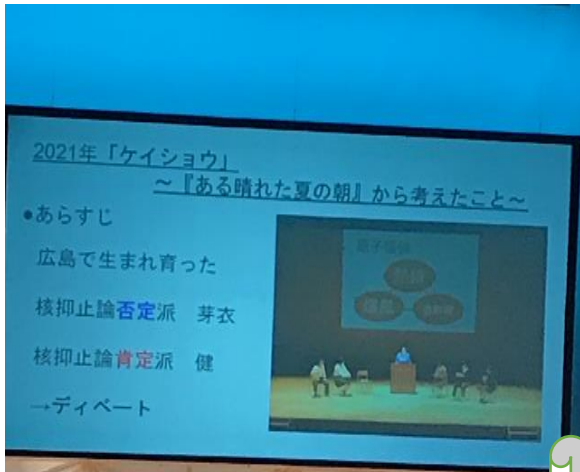 2021年「ケイショウ」
～『ある晴れた夏の朝』から考えたこと～
●あらすじ
広島で生まれ育った
核抑止論否定派　芽衣
核抑止論肯定派　健
→ディベート